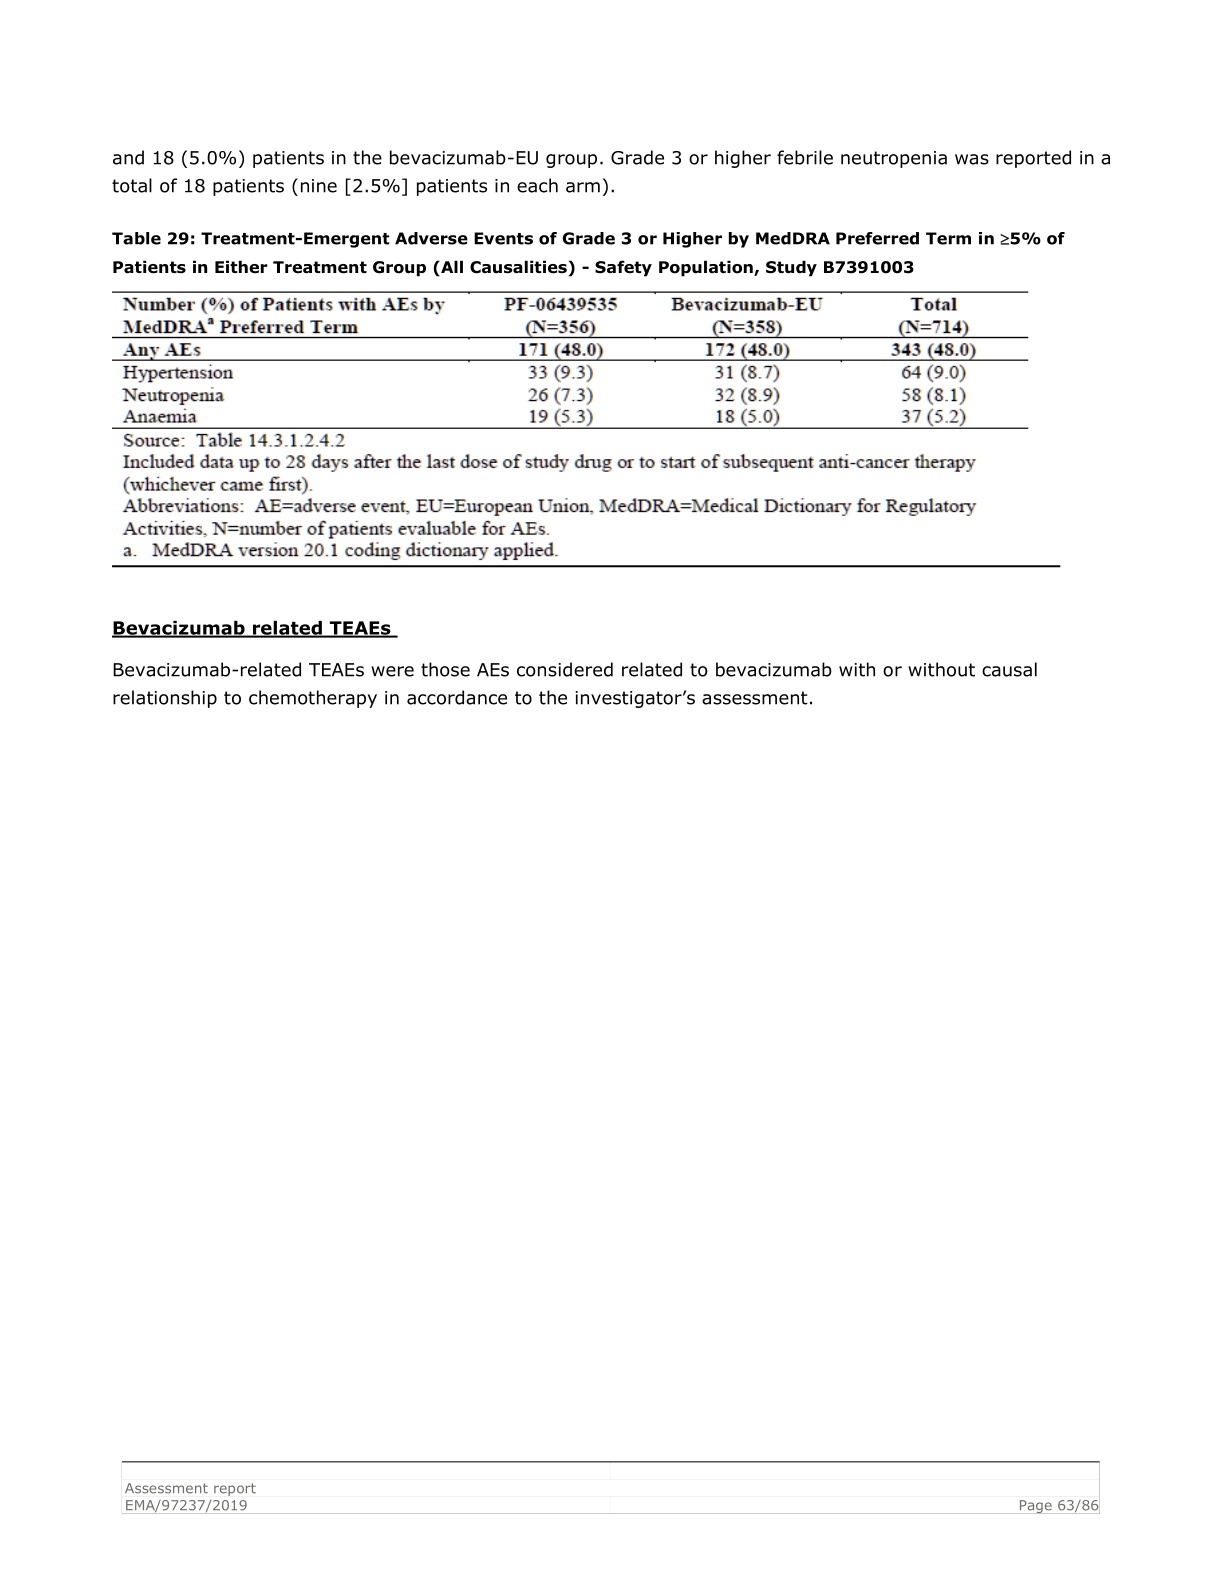 and 18 (5.0%) patients in the bevacizumab-EU group. Grade 3 or higher febrile neutropenia was reported in a
total of 18 patients (nine [2.5%] patients in each arm).
Table 29: Treatment-Emergent Adverse Events of Grade 3 or Higher by MedDRA Preferred Term in ≥5% of
Patients in Either Treatment Group (All Causalities) - Safety Population, Study B7391003
Number (%) of Patients with AEs by PF-06439535 Bevacizumab-EU Total
MedDRAᵃ Preferred Term (N=356) (N=358) (N=714)
Any AEs 171 (48.0) 172 (48.0) 343 (48.0)
Hypertension 33 (9.3) 31 (8.7) 64 (9.0)
Neutropenia 26 (7.3) 32 (8.9) 58 (8.1)
Anaemia 19 (5.3) 18 (5.0) 37 (5.2)
Source: Table 14.3.1.2.4.2
Included data up to 28 days after the last dose of study drug or to start of subsequent anti-cancer therapy
(whichever came first).
Abbreviations: AE=adverse event, EU=European Union, MedDRA=Medical Dictionary for Regulatory
Activities, N=number of patients evaluable for AEs.
a. MedDRA version 20.1 coding dictionary applied.
Bevacizumab related TEAEs
Bevacizumab-related TEAEs were those AEs considered related to bevacizumab with or without causal
relationship to chemotherapy in accordance to the investigator’s assessment.
Assessment report
EMA/97237/2019 Page 63/86